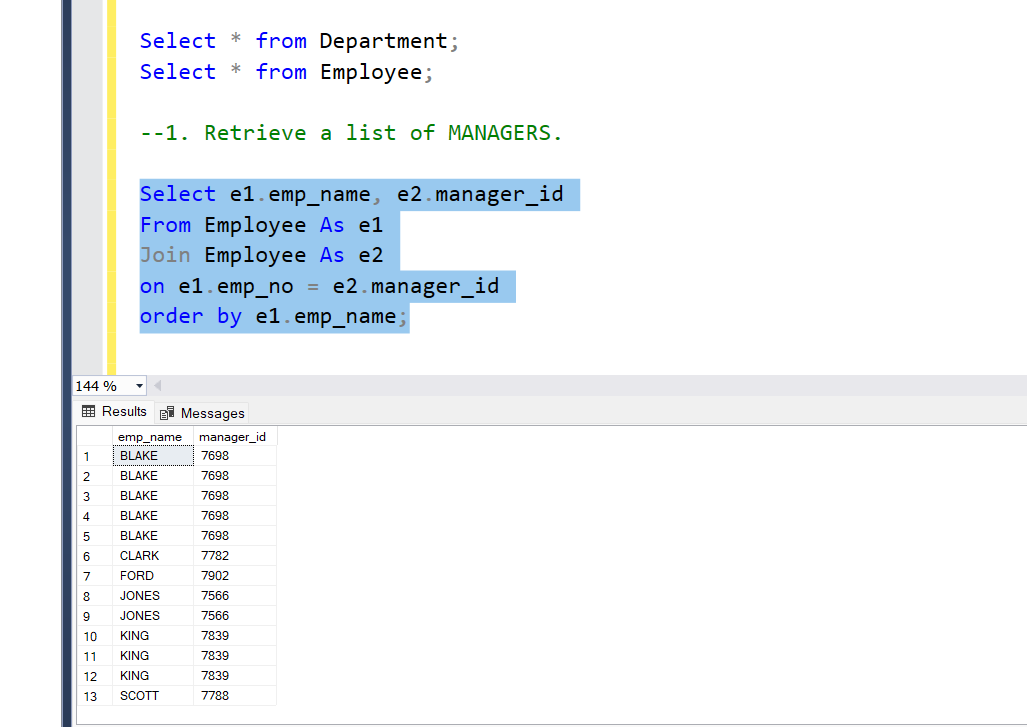 Select * from Department;
Select * from Employee;
--1. Retrieve a list of MANAGERS.
Select e1.emp_name, e2.manager_id
From Employee As e1
Join Employee As e2
on e1.emp_no = e2.manager_id
order by e1.emp_name;
144 %
Results Messages
emp_name manager_id
1 BLAKE 7698
2 BLAKE 7698
3 BLAKE 7698
4 BLAKE 7698
5 BLAKE 7698
6 CLARK 7782
7 FORD 7902
8 JONES 7566
9 JONES 7566
10 KING 7839
11 KING 7839
12 KING 7839
13 SCOTT 7788